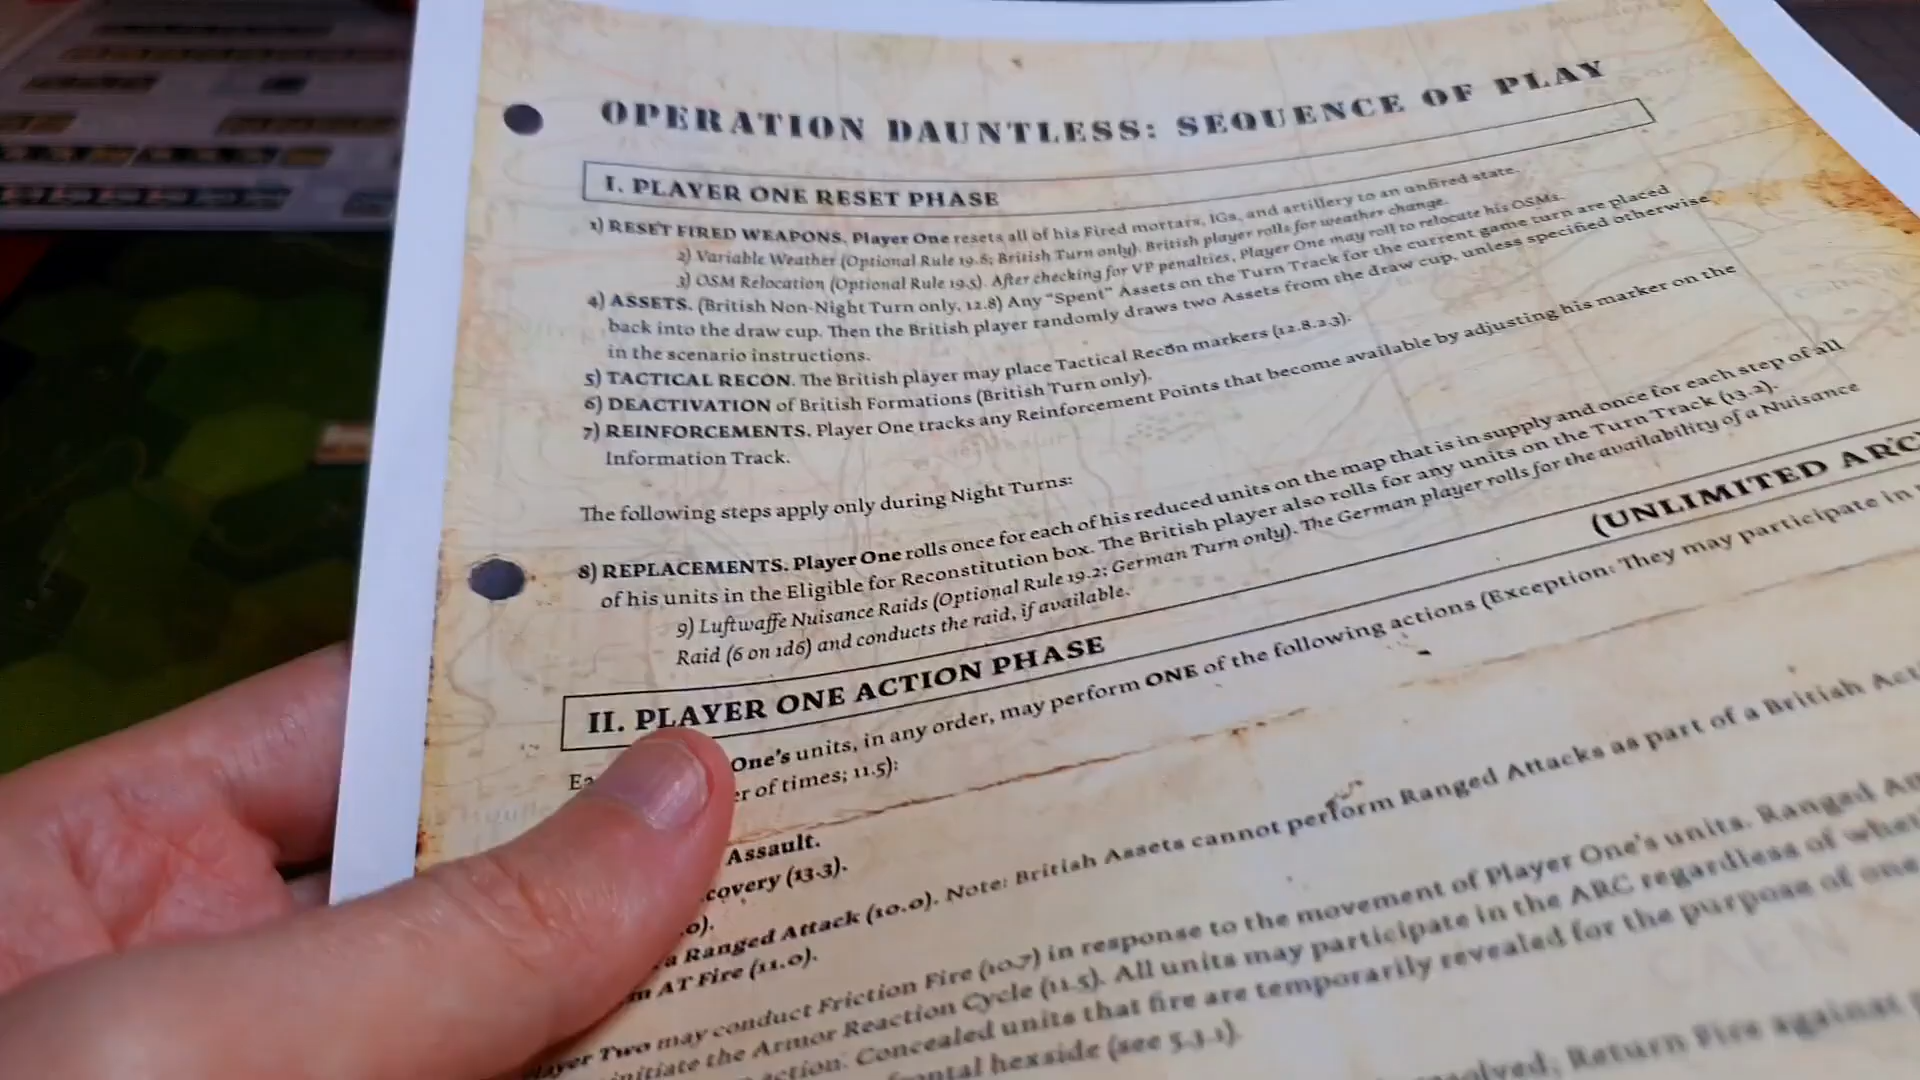 OPERATION DAUNTLESS: SEQUENCE OF PLAY
I. PLAYER ONE RESET PHASE
1) RESET FIRED WEAPONS. Player One resets all of his Fired mortars, IGs, and artillery to an unfired state.
2) Variable Weather (Optional Rule 19.8; British Turn only). British player rolls for weather change.
3) OSM Relocation (Optional Rule 19.5). After checking for VP penalties, Player One may roll to relocate his OSMs.
4) ASSETS. (British Non-Night Turn only, 12.8) Any "Spent" Assets on the Turn Track for the current game turn are placed
back into the draw cup. Then the British player randomly draws two Assets from the draw cup, unless specified otherwise
in the scenario instructions.
5) TACTICAL RECON. The British player may place Tactical Recon markers (12.8.2.3).
6) DEACTIVATION of British Formations (British Turn only).
7) REINFORCEMENTS. Player One tracks any Reinforcement Points that become available by adjusting his marker on the
Information Track.
The following steps apply only during Night Turns:
8) REPLACEMENTS. Player One rolls once for each of his reduced units on the map that is in supply and once for each step of all
of his units in the Eligible for Reconstitution box. The British player also rolls for any units on the Turn Track (13.2).
9) Luftwaffe Nuisance Raids (Optional Rule 19.2; German Turn only). The German player rolls for the availability of a Nuisance
Raid (6 on 1d6) and conducts the raid, if available.
(UNLIMITED
II. PLAYER ONE ACTION PHASE
One's units, in any order, may perform ONE of the following actions (Exception: They may participate in
of times; 11.5):
Assault.
(13.3).
a Ranged Attack (10.0). Note: British Assets cannot perform Ranged Attacks as part of a British
AT Fire (11.0).
Two may conduct Friction Fire (10.7) in response to the movement of Player One's units. Ranged
initiate the Armor Reaction Cycle (11.5). All units may participate in the ARC regardless of
Concealed units that fire are temporarily revealed for the purpose of one
hexside (see 5.3.1).
Return Fire against